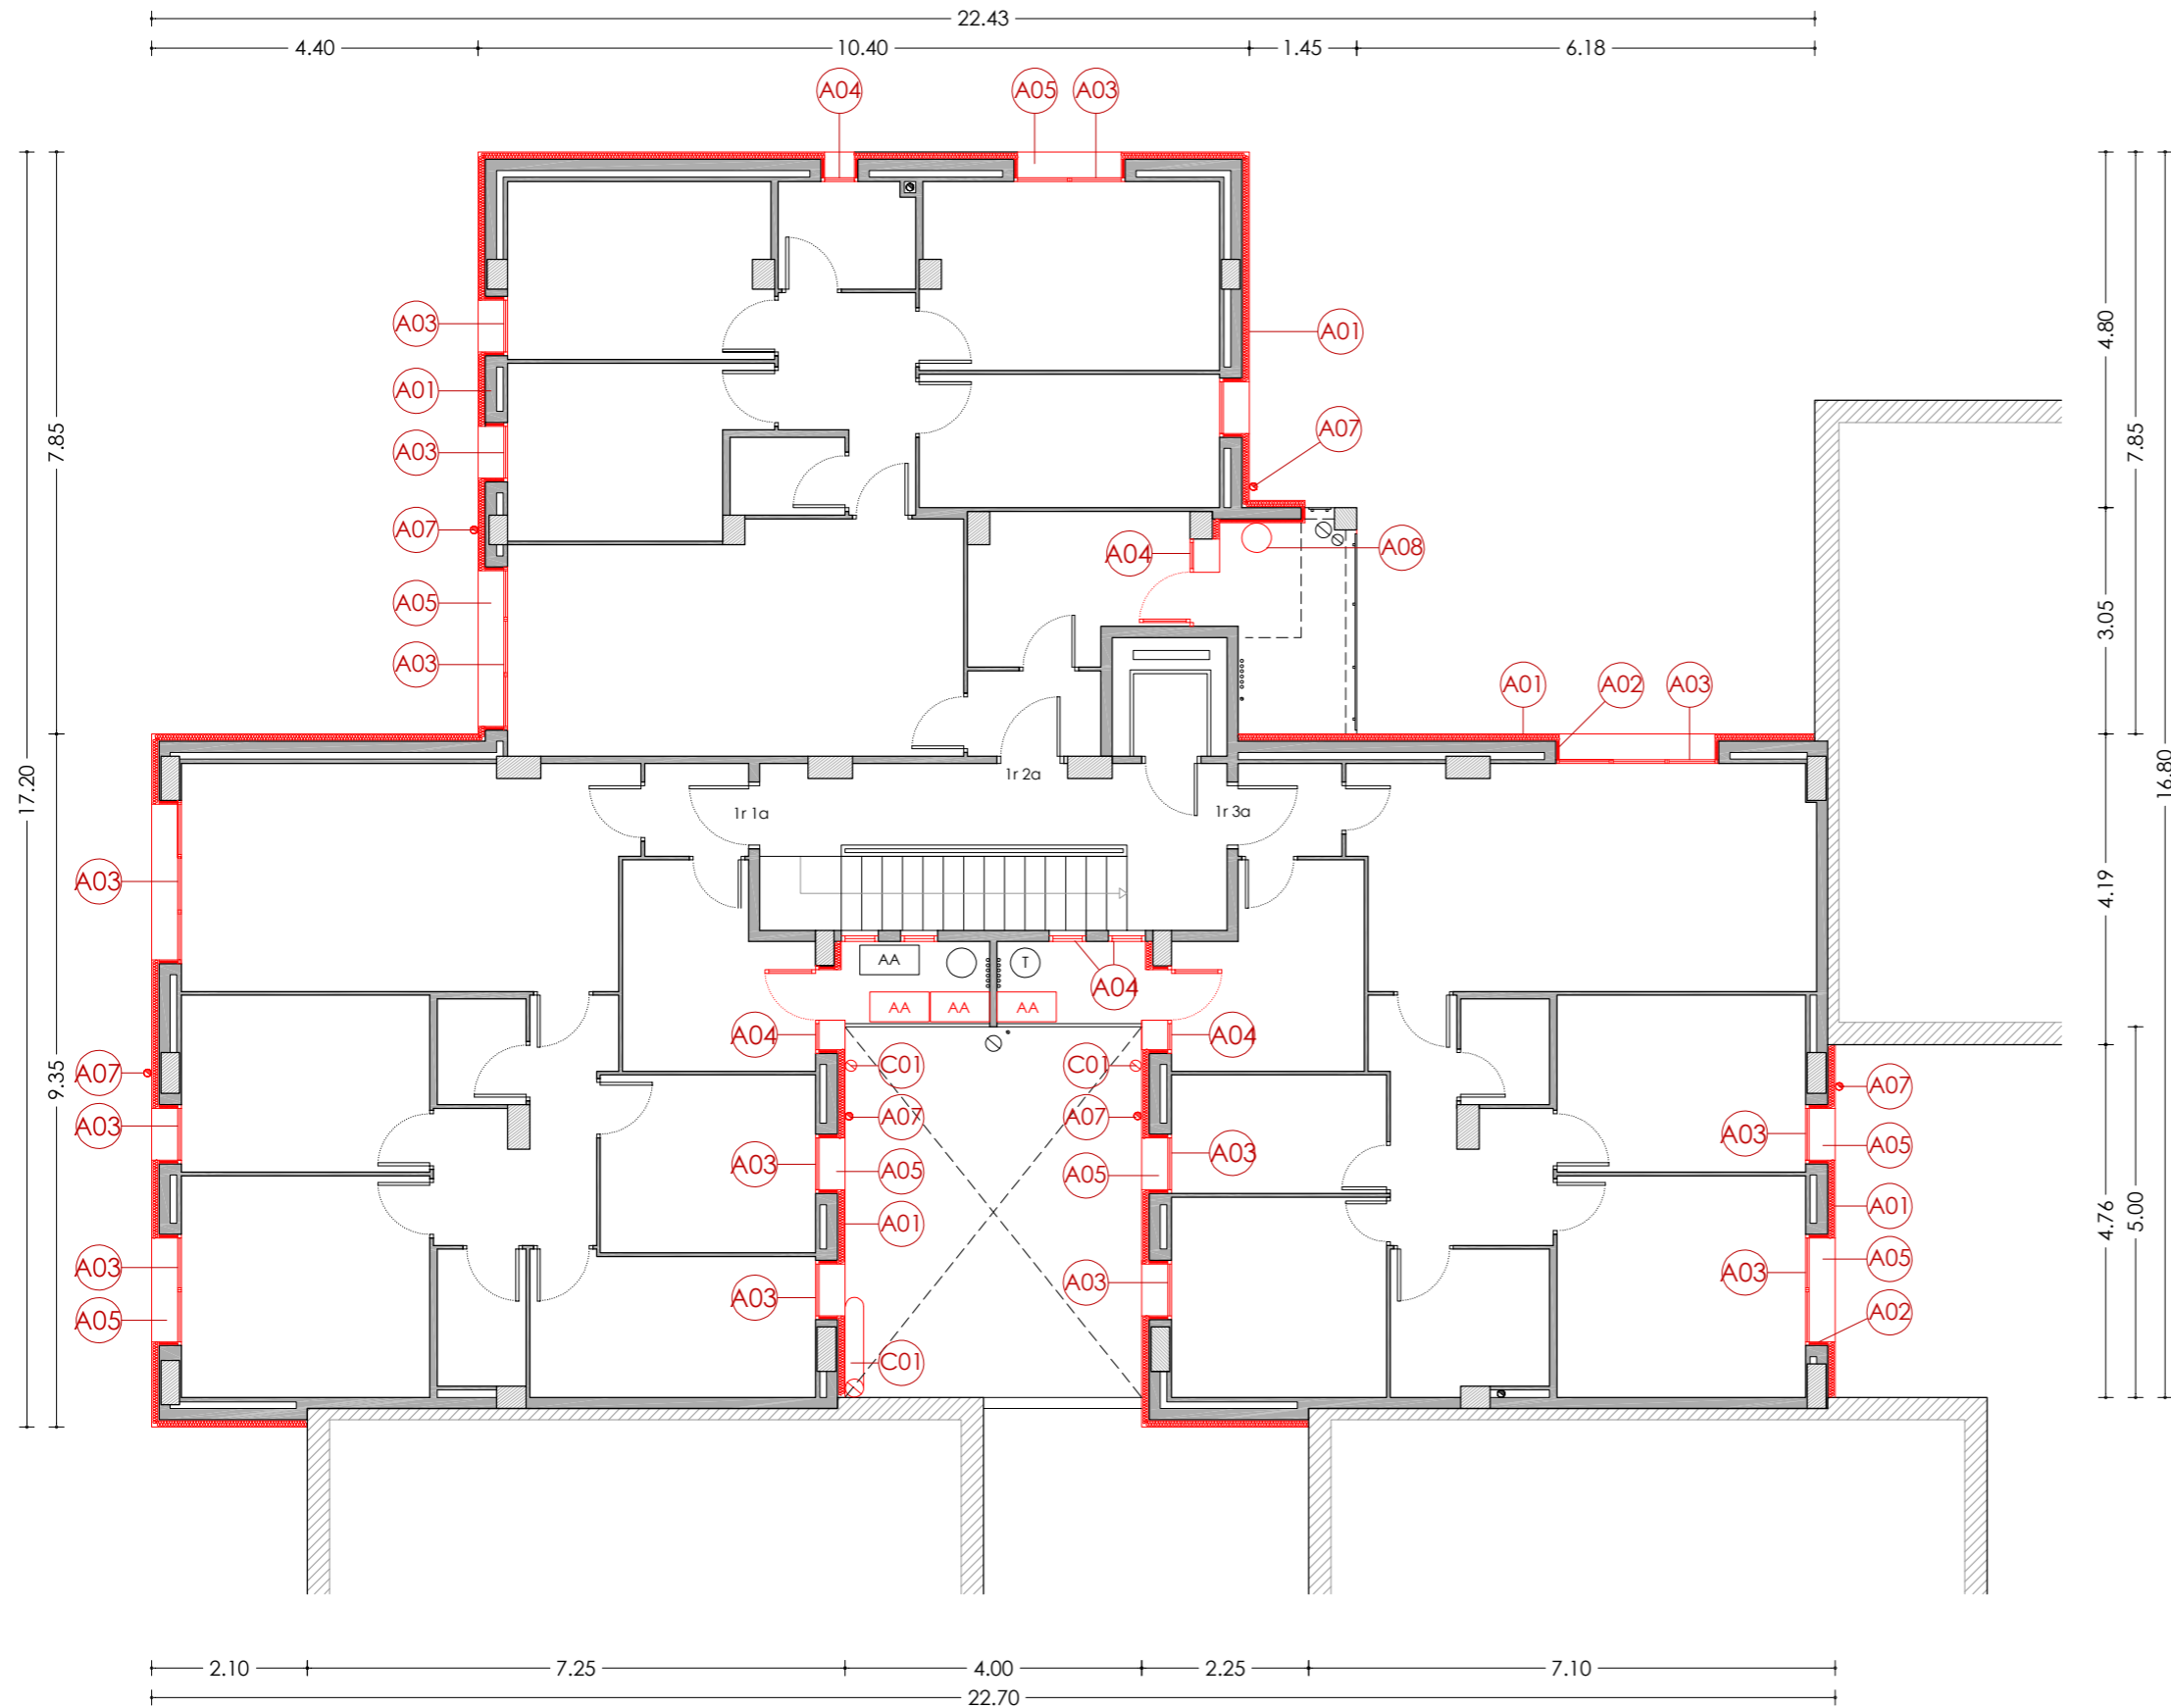 22.43
4.40 10.40 1.45 6.18
A04 A05 A03
A03 A01
A01
A03 A07
A07 A04 A08
A05
A03 A01 A02 A03
4.80
7.85
3.05
7.85
17.20
16.80
1r 2a
1r 1a 1r 3a
A03
4.19
AA T
AA AA AA A04
A04 A04
A07 C01 C01 A07
9.35
A03 A07 A07 A03
A03 A05 A05 A03 A05
A01 A01
4.76
5.00
A03 A03 A03 A03 A05
A05 C01 A02
2.10 7.25 4.00 2.25 7.10
22.70